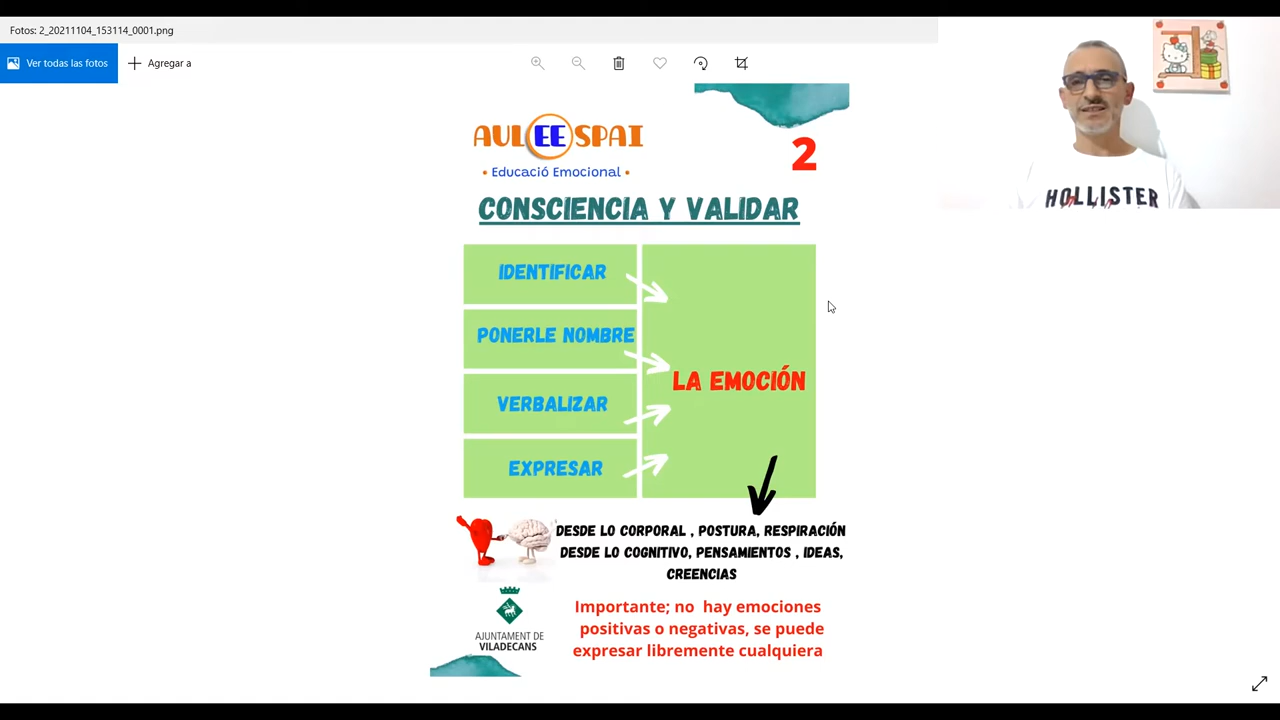 Fotos: 2_20211104_153114_0001.png
Ver todas las fotos
Agregar a
AULEESPAI
• Educació Emocional •
2
CONSCIENCIA Y VALIDAR
IDENTIFICAR
PONERLE NOMBRE
VERBALIZAR
EXPRESAR
LA EMOCIÓN
DESDE LO CORPORAL , POSTURA, RESPIRACIÓN
DESDE LO COGNITIVO, PENSAMIENTOS , IDEAS,
CREENCIAS
AJUNTAMENT DE
VILADECANS
Importante; no hay emociones
positivas o negativas, se puede
expresar libremente cualquiera
HOLLISTER